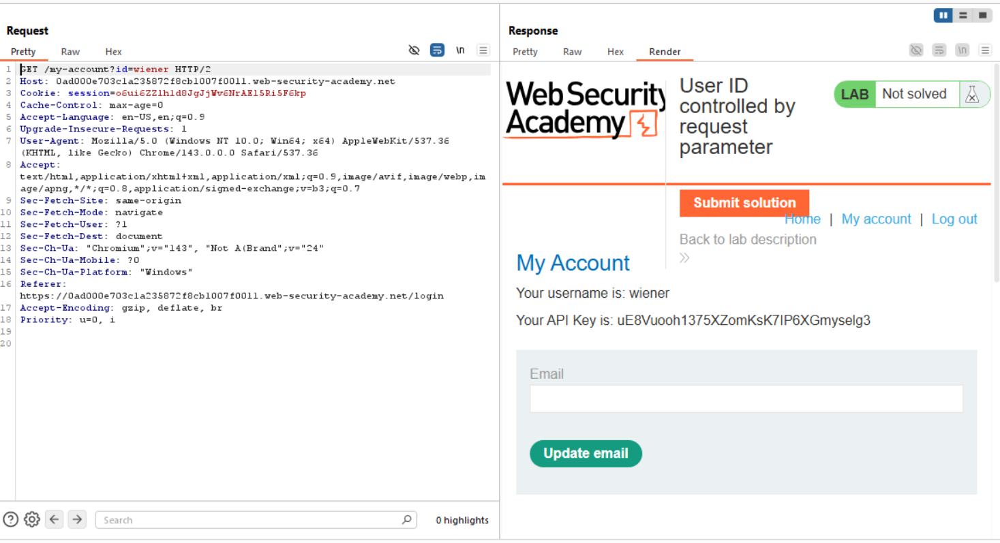 Request
Pretty Raw Hex
\n
1 GET /my-account?id=wiener HTTP/2
2 Host: 0ad000e703c1a235872f8cb1007f0011.web-security-academy.net
3 Cookie: session=o6ui6ZZlhld8JgJjWv6NrAEl5Ri5F6kp
4 Cache-Control: max-age=0
5 Accept-Language: en-US,en;q=0.9
6 Upgrade-Insecure-Requests: 1
7 User-Agent: Mozilla/5.0 (Windows NT 10.0; Win64; x64) AppleWebKit/537.36
(KHTML, like Gecko) Chrome/143.0.0.0 Safari/537.36
8 Accept:
text/html,application/xhtml+xml,application/xml;q=0.9,image/avif,image/webp,im
age/apng,*/*;q=0.8,application/signed-exchange;v=b3;q=0.7
9 Sec-Fetch-Site: same-origin
10 Sec-Fetch-Mode: navigate
11 Sec-Fetch-User: ?1
12 Sec-Fetch-Dest: document
13 Sec-Ch-Ua: "Chromium";v="143", "Not A(Brand";v="24"
14 Sec-Ch-Ua-Mobile: ?0
15 Sec-Ch-Ua-Platform: "Windows"
16 Referer:
https://0ad000e703c1a235872f8cb1007f0011.web-security-academy.net/login
17 Accept-Encoding: gzip, deflate, br
18 Priority: u=0, i
19
20
Search
0 highlights
Response
Pretty Raw Hex Render
\n
Web Security
Academy
User ID
controlled by
request
parameter
LAB Not solved
Submit solution
Home | My account | Log out
Back to lab description
My Account
Your username is: wiener
Your API Key is: uE8Vuooh1375XZomKsK7IP6XGmyselg3
Email
Update email